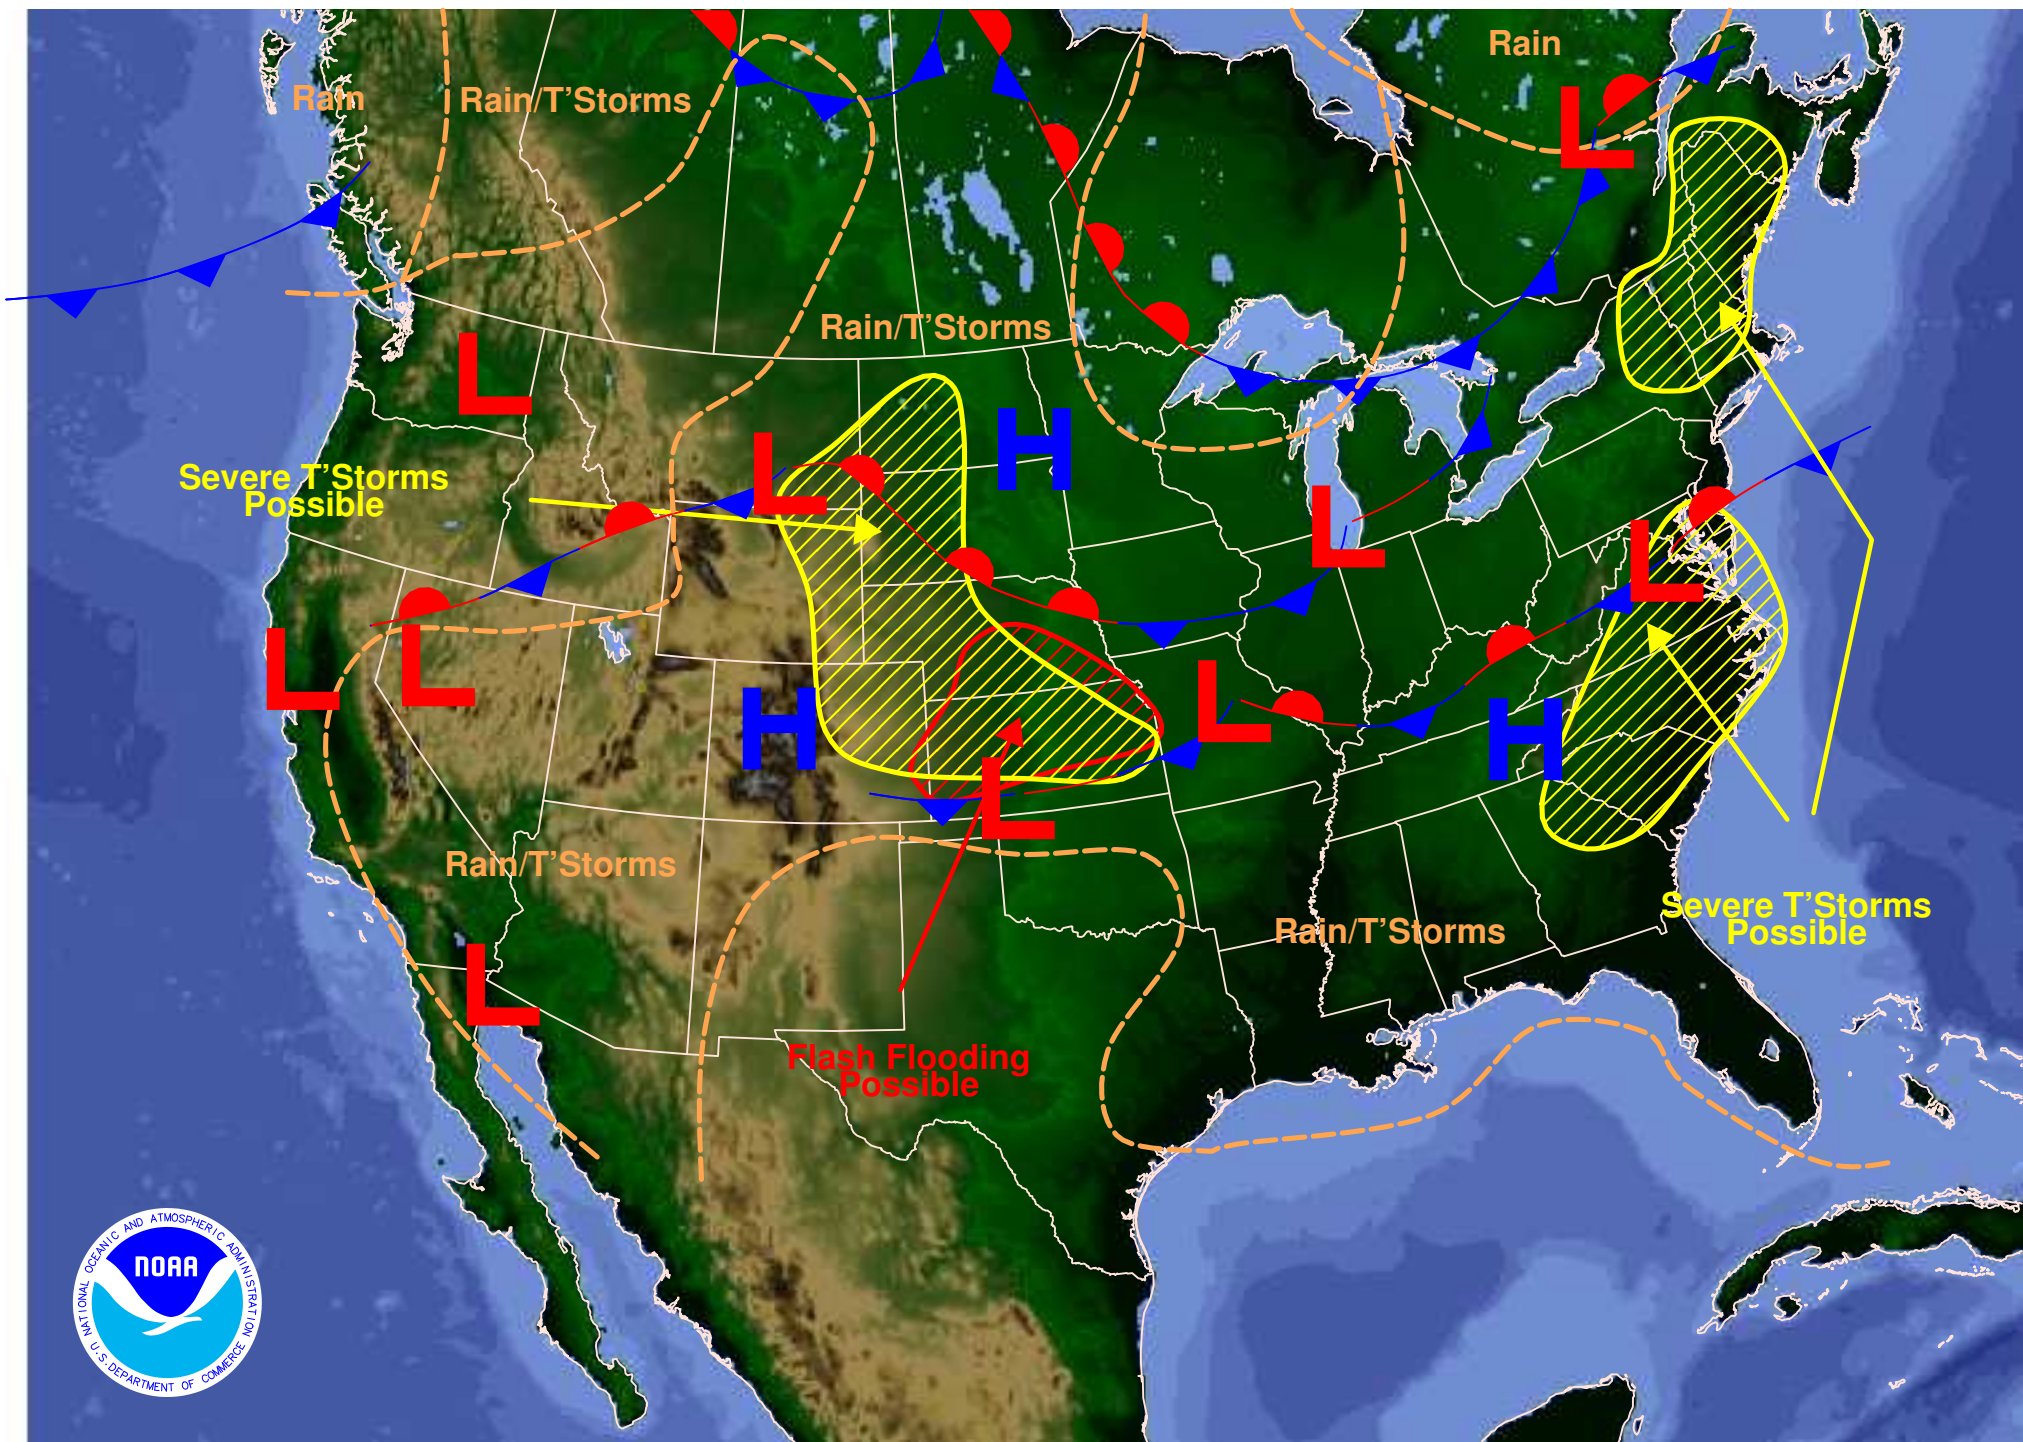 Rain
Rain
Rain/T'Storms
L
Rain/T'Storms
L
H
L
Severe T'Storms
Possible
L
L
L
L
L
H
L
H
L
Rain/T'Storms
Severe T'Storms
Possible
Rain/T'Storms
L
Flash Flooding
Possible
NATIONAL OCEANIC AND ATMOSPHERIC ADMINISTRATION
NOAA
U.S. DEPARTMENT OF COMMERCE